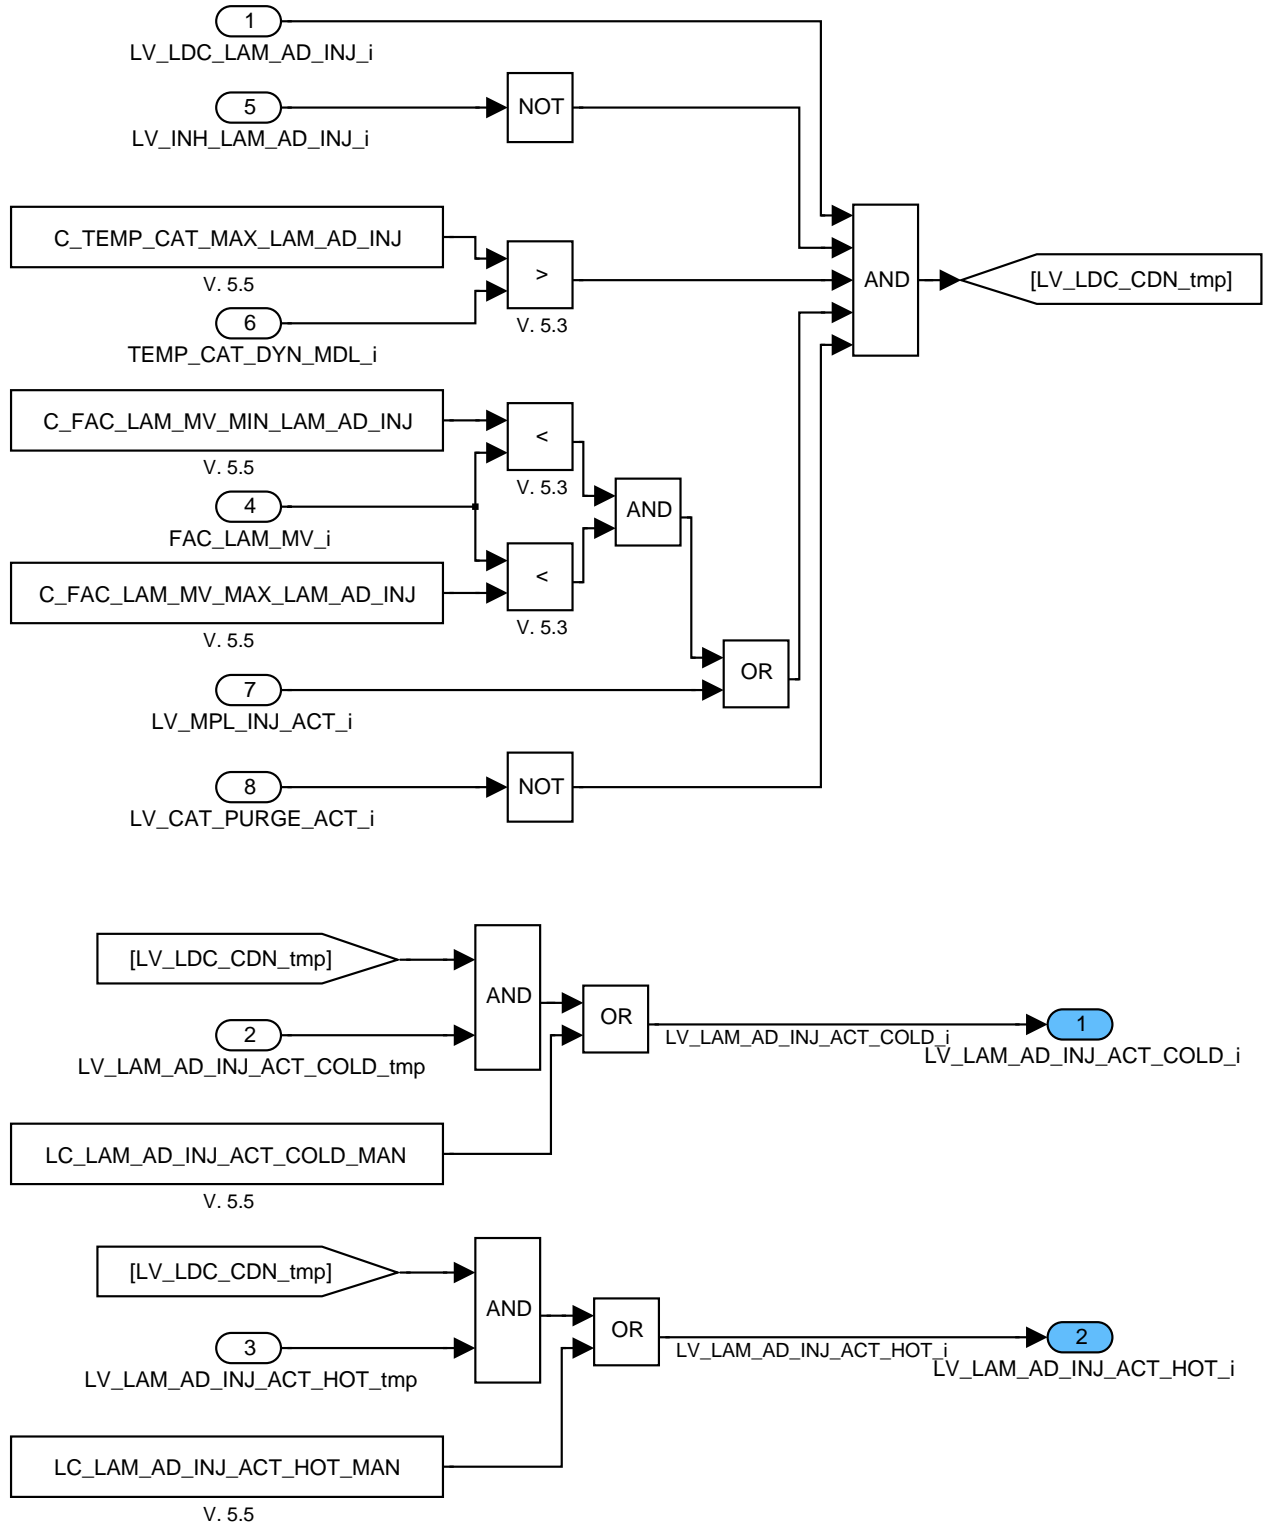 1
LV_LDC_LAM_AD_INJ_i
5
NOT
LV_INH_LAM_AD_INJ_i
C_TEMP_CAT_MAX_LAM_AD_INJ
V. 5.5
>
V. 5.3
6
TEMP_CAT_DYN_MDL_i
AND
[LV_LDC_CDN_tmp]
C_FAC_LAM_MV_MIN_LAM_AD_INJ
V. 5.5
<
V. 5.3
4
FAC_LAM_MV_i
AND
C_FAC_LAM_MV_MAX_LAM_AD_INJ
V. 5.5
<
V. 5.3
OR
7
LV_MPL_INJ_ACT_i
8
NOT
LV_CAT_PURGE_ACT_i
[LV_LDC_CDN_tmp]
AND
OR
2
LV_LAM_AD_INJ_ACT_COLD_tmp
LV_LAM_AD_INJ_ACT_COLD_i
1
LV_LAM_AD_INJ_ACT_COLD_i
LC_LAM_AD_INJ_ACT_COLD_MAN
V. 5.5
[LV_LDC_CDN_tmp]
AND
OR
3
LV_LAM_AD_INJ_ACT_HOT_tmp
LV_LAM_AD_INJ_ACT_HOT_i
2
LV_LAM_AD_INJ_ACT_HOT_i
LC_LAM_AD_INJ_ACT_HOT_MAN
V. 5.5